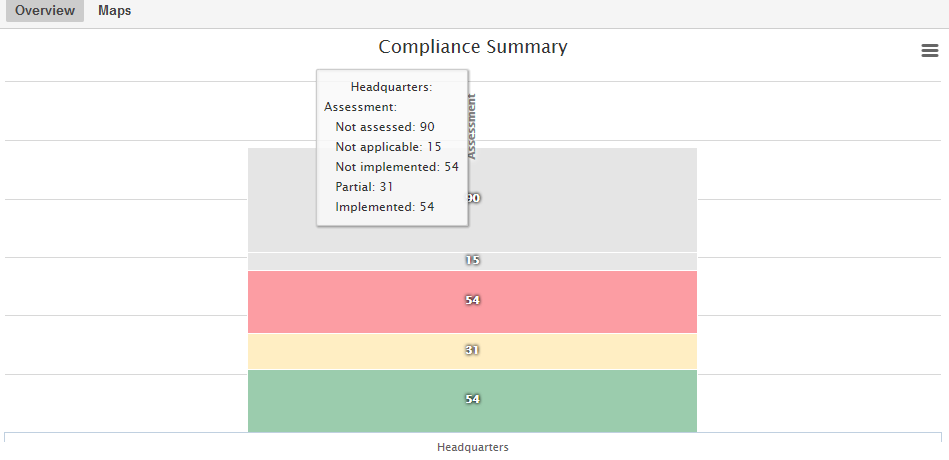 Overview Maps
Compliance Summary
Headquarters:
Assessment:
Not assessed: 90
Not applicable: 15
Not implemented: 54
Partial: 31
Implemented: 54
Assessment
90
15
54
31
54
Headquarters